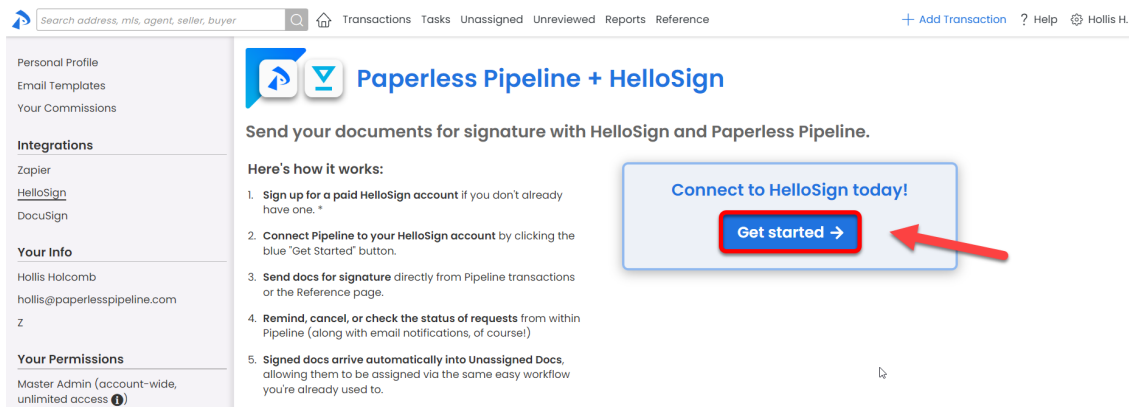 Search address, mls, agent, seller, buyer
Transactions Tasks Unassigned Unreviewed Reports Reference
+ Add Transaction ? Help Hollis H.
Personal Profile
Email Templates
Your Commissions
Integrations
Zapier
HelloSign
DocuSign
Your Info
Hollis Holcomb
hollis@paperlesspipeline.com
Z
Your Permissions
Master Admin (account-wide,
unlimited access i)
Paperless Pipeline + HelloSign
Send your documents for signature with HelloSign and Paperless Pipeline.
Here's how it works:
1. Sign up for a paid HelloSign account if you don't already
have one. *
2. Connect Pipeline to your HelloSign account by clicking the
blue "Get Started" button.
3. Send docs for signature directly from Pipeline transactions
or the Reference page.
4. Remind, cancel, or check the status of requests from within
Pipeline (along with email notifications, of course!)
5. Signed docs arrive automatically into Unassigned Docs,
allowing them to be assigned via the same easy workflow
you're already used to.
Connect to HelloSign today!
Get started →